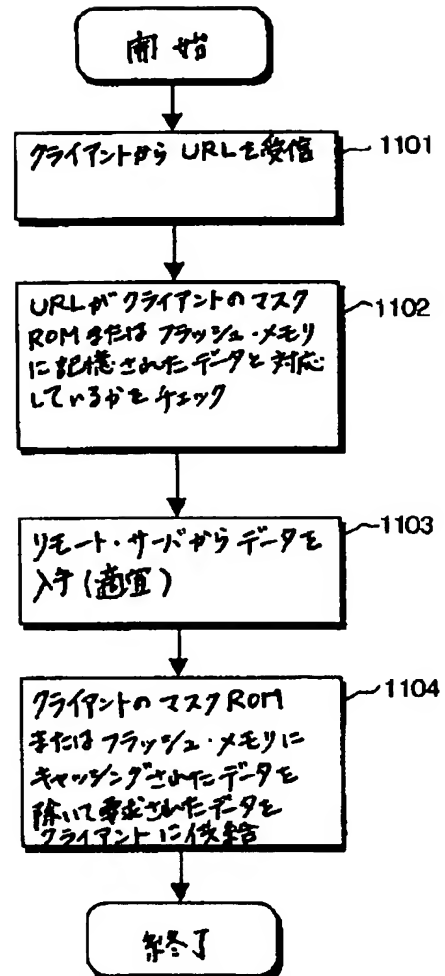 開始
クライアントから URLを受信
1101
URLがクライアントのマスク
ROMまたはフラッシュ・メモリ
に記憶されたデータと対応
しているかをチェック
1102
リモート・サーバからデータを
入手(適宜)
1103
クライアントのマスクROM
またはフラッシュ・メモリに
キャッシングされたデータを
除いて要求されたデータを
クライアントに供給
1104
終了